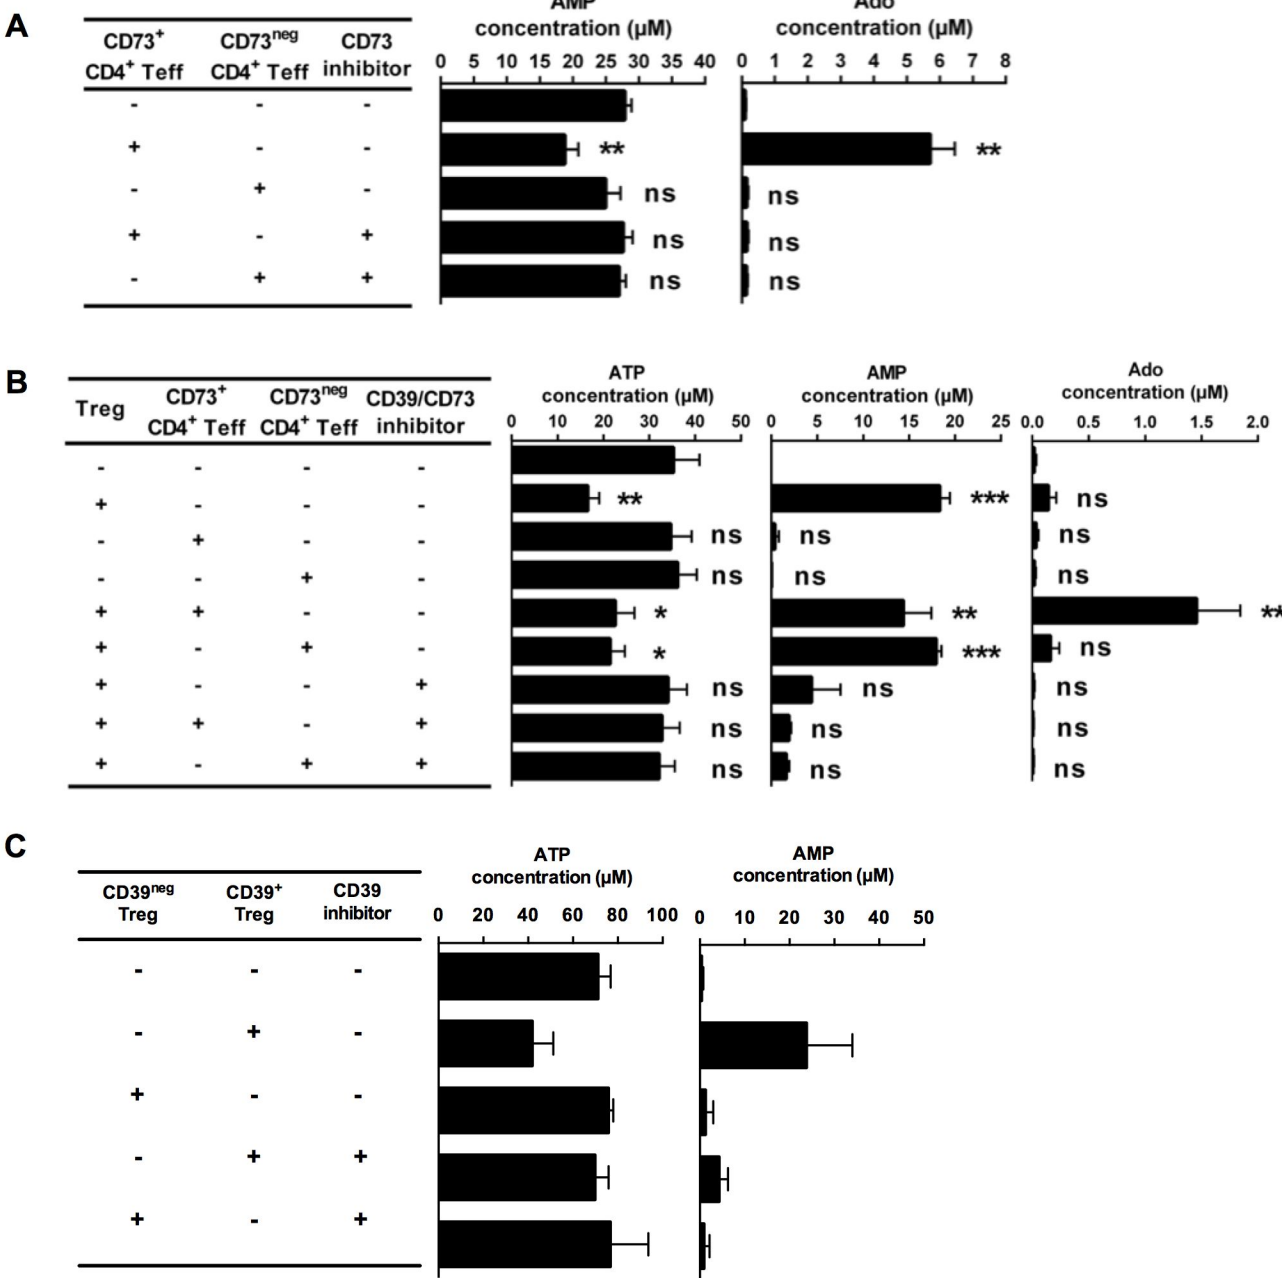 A
AMP
concentration (µM)
Ado
concentration (µM)
CD73+ CD73neg CD73
CD4+ Teff CD4+ Teff inhibitor
0 5 10 15 20 25 30 35 40
0 1 2 3 4 5 6 7 8
- - -
+ - - ** **
- + - ns ns
+ - + ns ns
- + + ns ns
B
ATP
concentration (µM)
AMP
concentration (µM)
Ado
concentration (µM)
Treg CD73+ CD73neg CD39/CD73
CD4+ Teff CD4+ Teff inhibitor
0 10 20 30 40 50
0 5 10 15 20 25
0.0 0.5 1.0 1.5 2.0
- - - -
+ - - - ** *** ns
- + - - ns ns ns
- - + - ns ns ns
+ + - - * ** **
+ - + - * *** ns
+ - - + ns ns ns
+ + - + ns ns ns
+ - + + ns ns ns
C
ATP
concentration (µM)
AMP
concentration (µM)
CD39neg CD39+ CD39
Treg Treg inhibitor
0 20 40 60 80 100
0 10 20 30 40 50
- - -
- + -
+ - -
- + +
+ - +